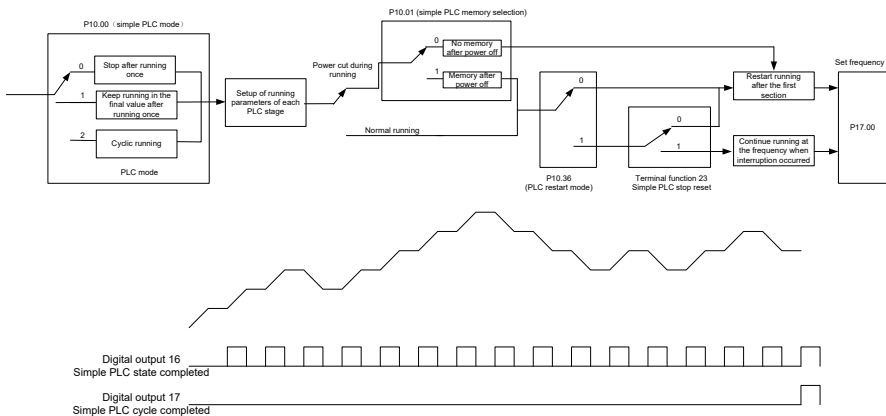 P10.00（simple PLC mode）
0
Stop after running
once
1
Keep running in the
final value after
running once
2
Cyclic running
PLC mode
Setup of running
parameters of each
PLC stage
Power cut during
running
Normal running
P10.01 (simple PLC memory selection)
0
No memory
after power off
1
Memory after
power off
0
1
P10.36
(PLC restart mode)
0
1
Terminal function 23
Simple PLC stop reset
Restart running
after the first
section
Continue running at
the frequency when
interruption occurred
Set frequency
P17.00
Digital output 16
Simple PLC state completed
Digital output 17
Simple PLC cycle completed